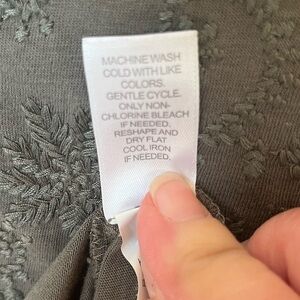 MACHINE WASH
COLD WITH LIKE
COLORS.
GENTLE CYCLE.
ONLY NON-
CHLORINE BLEACH
IF NEEDED.
RESHAPE AND
DRY FLAT
COOL IRON
IF NEEDED.